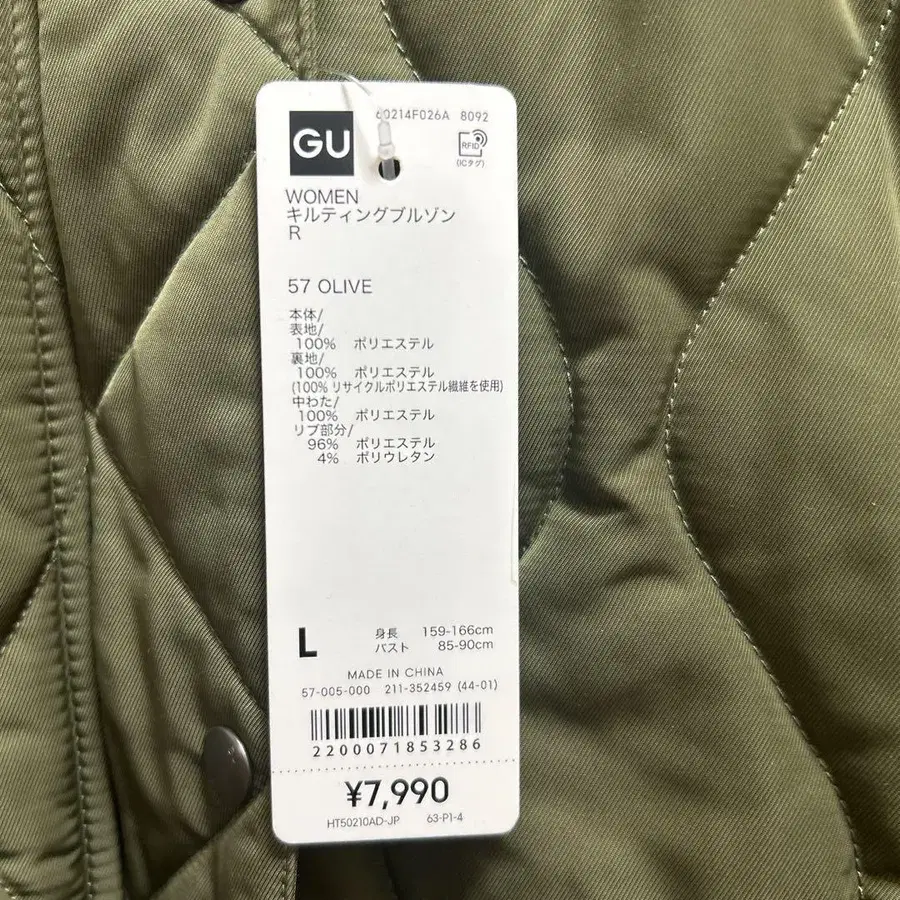 GU
60214F026A 8092
RFID
(ICタグ)
WOMEN
キルティングブルゾン
R
57 OLIVE
本体/
表地/
100% ポリエステル
裏地/
100% ポリエステル
(100% リサイクルポリエステル繊維を使用)
中わた/
100% ポリエステル
リブ部分/
96% ポリエステル
4% ポリウレタン
L 身長 159-166cm
バスト 85-90cm
MADE IN CHINA
57-005-000 211-352459 (44-01)
2200071853286
¥7,990
HT50210AD-JP 63-P1-4